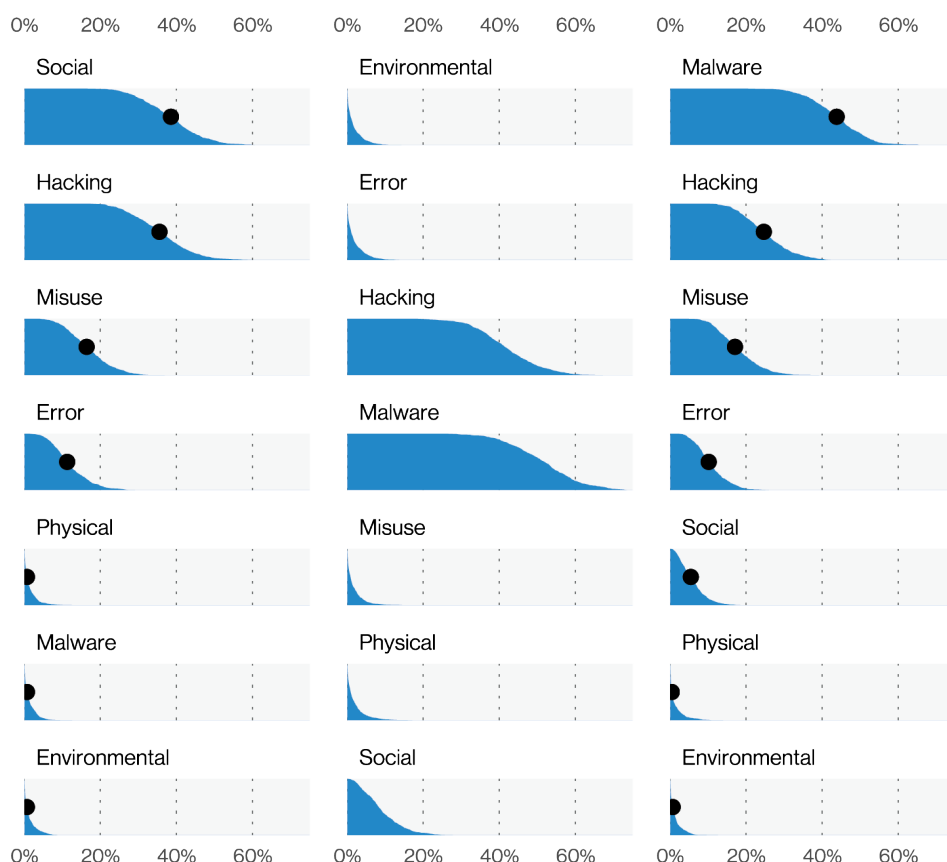 0% 20% 40% 60% 0% 20% 40% 60% 0% 20% 40% 60%
Social Environmental Malware
Hacking Error Hacking
Misuse Hacking Misuse
Error Malware Error
Physical Misuse Social
Malware Physical Physical
Environmental Social Environmental
0% 20% 40% 60% 0% 20% 40% 60% 0% 20% 40% 60%